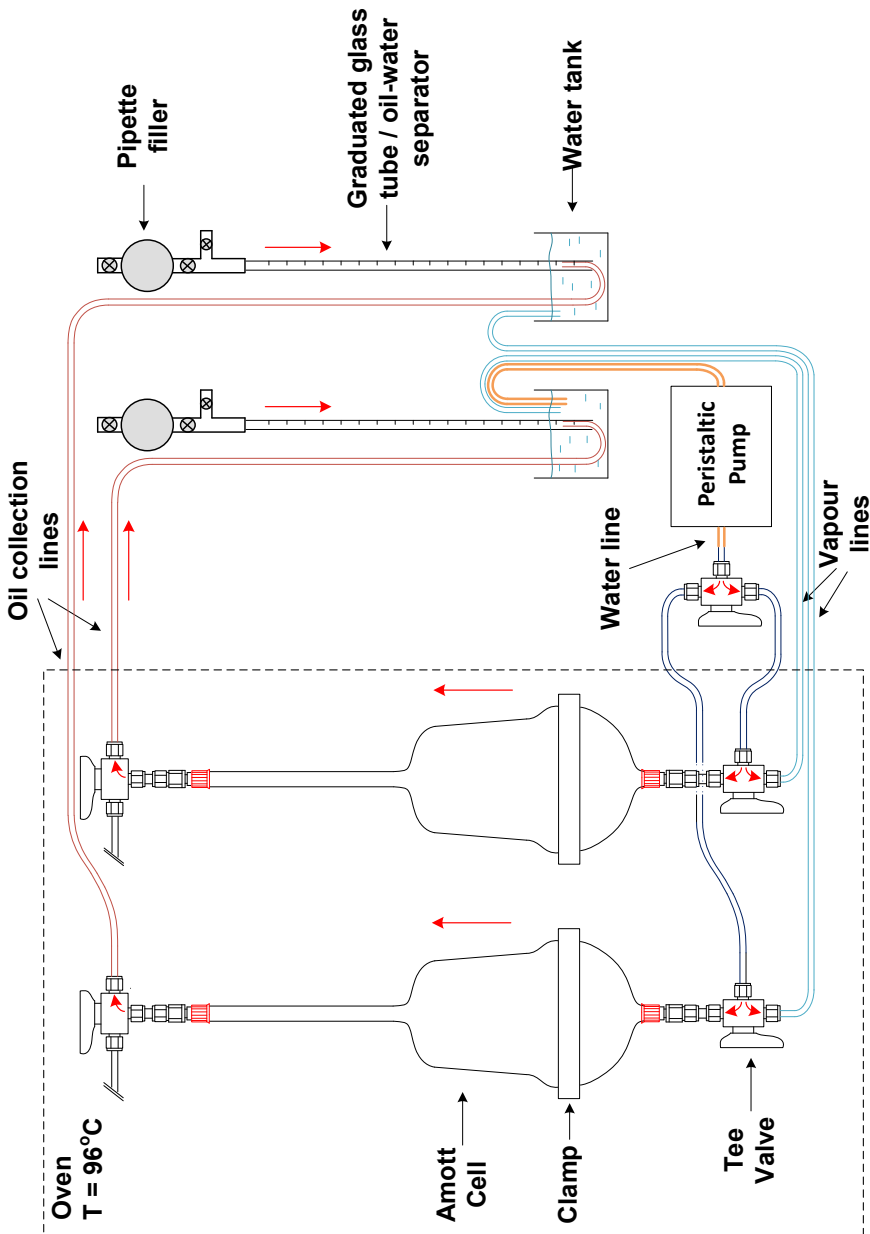 Oven
T = 96°C
Oil collection
lines
Pipette
filler
Graduated glass
tube / oil-water
separator
Water tank
Amott
Cell
Clamp
Tee
Valve
Water line
Peristaltic
Pump
Vapour
lines